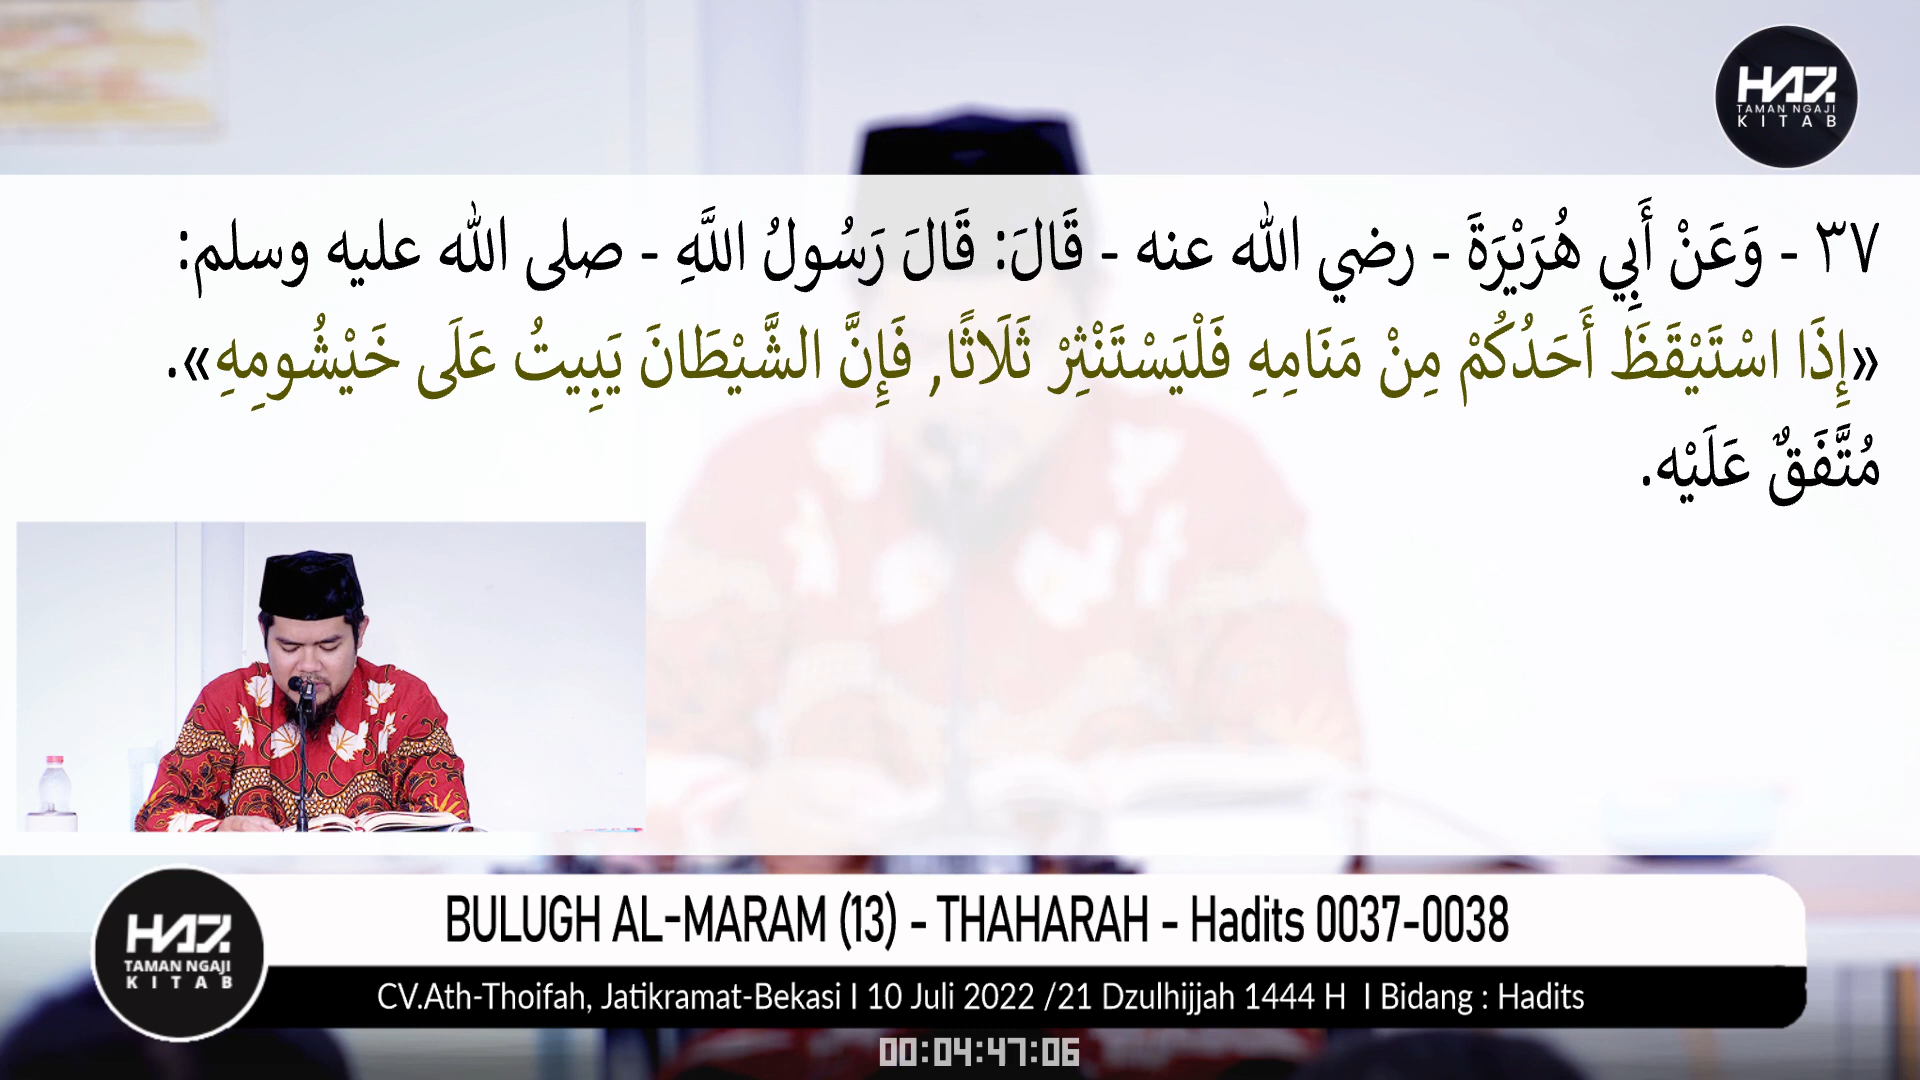 HAZ
TAMAN NGAJI
KITAB
٣٧ - وَعَنْ أَبِي هُرَيْرَةَ - رضي الله عنه - قَالَ: قَالَ رَسُولُ اللَّهِ - صلى الله عليه وسلم:
«إِذَا اسْتَيْقَظَ أَحَدُكُمْ مِنْ مَنَامِهِ فَلْيَسْتَنْثِرْ ثَلَاثًا, فَإِنَّ الشَّيْطَانَ يَبِيتُ عَلَى خَيْشُومِهِ».
مُتَّفَقٌ عَلَيْه.
HAZ
TAMAN NGAJI
KITAB
BULUGH AL-MARAM (13) - THAHARAH - Hadits 0037-0038
CV.Ath-Thoifah, Jatikramat-Bekasi I 10 Juli 2022 /21 Dzulhijjah 1444 H I Bidang : Hadits
00:04:47:06